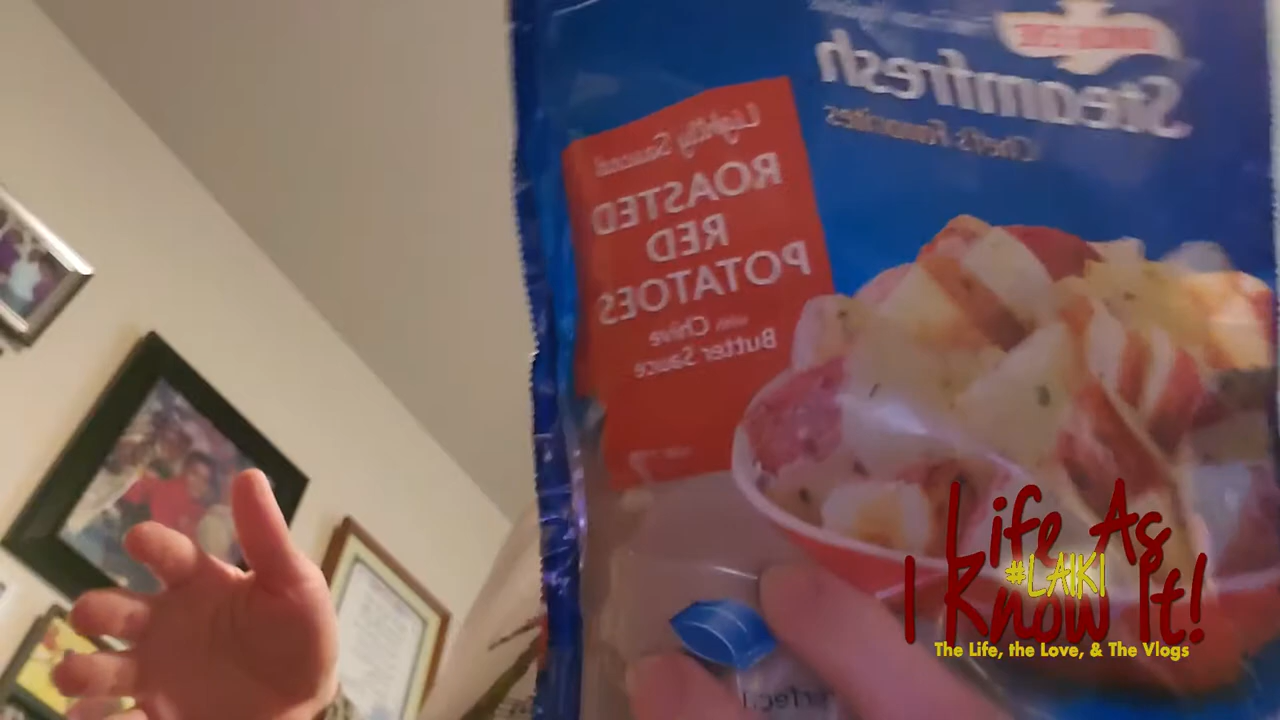 Steamfresh
Chef's Favorites
Lightly Sauced
ROASTED
RED
POTATOES
with Chive
Butter Sauce
Life As
#LAIKI
I Know It!
The Life, the Love, & The Vlogs